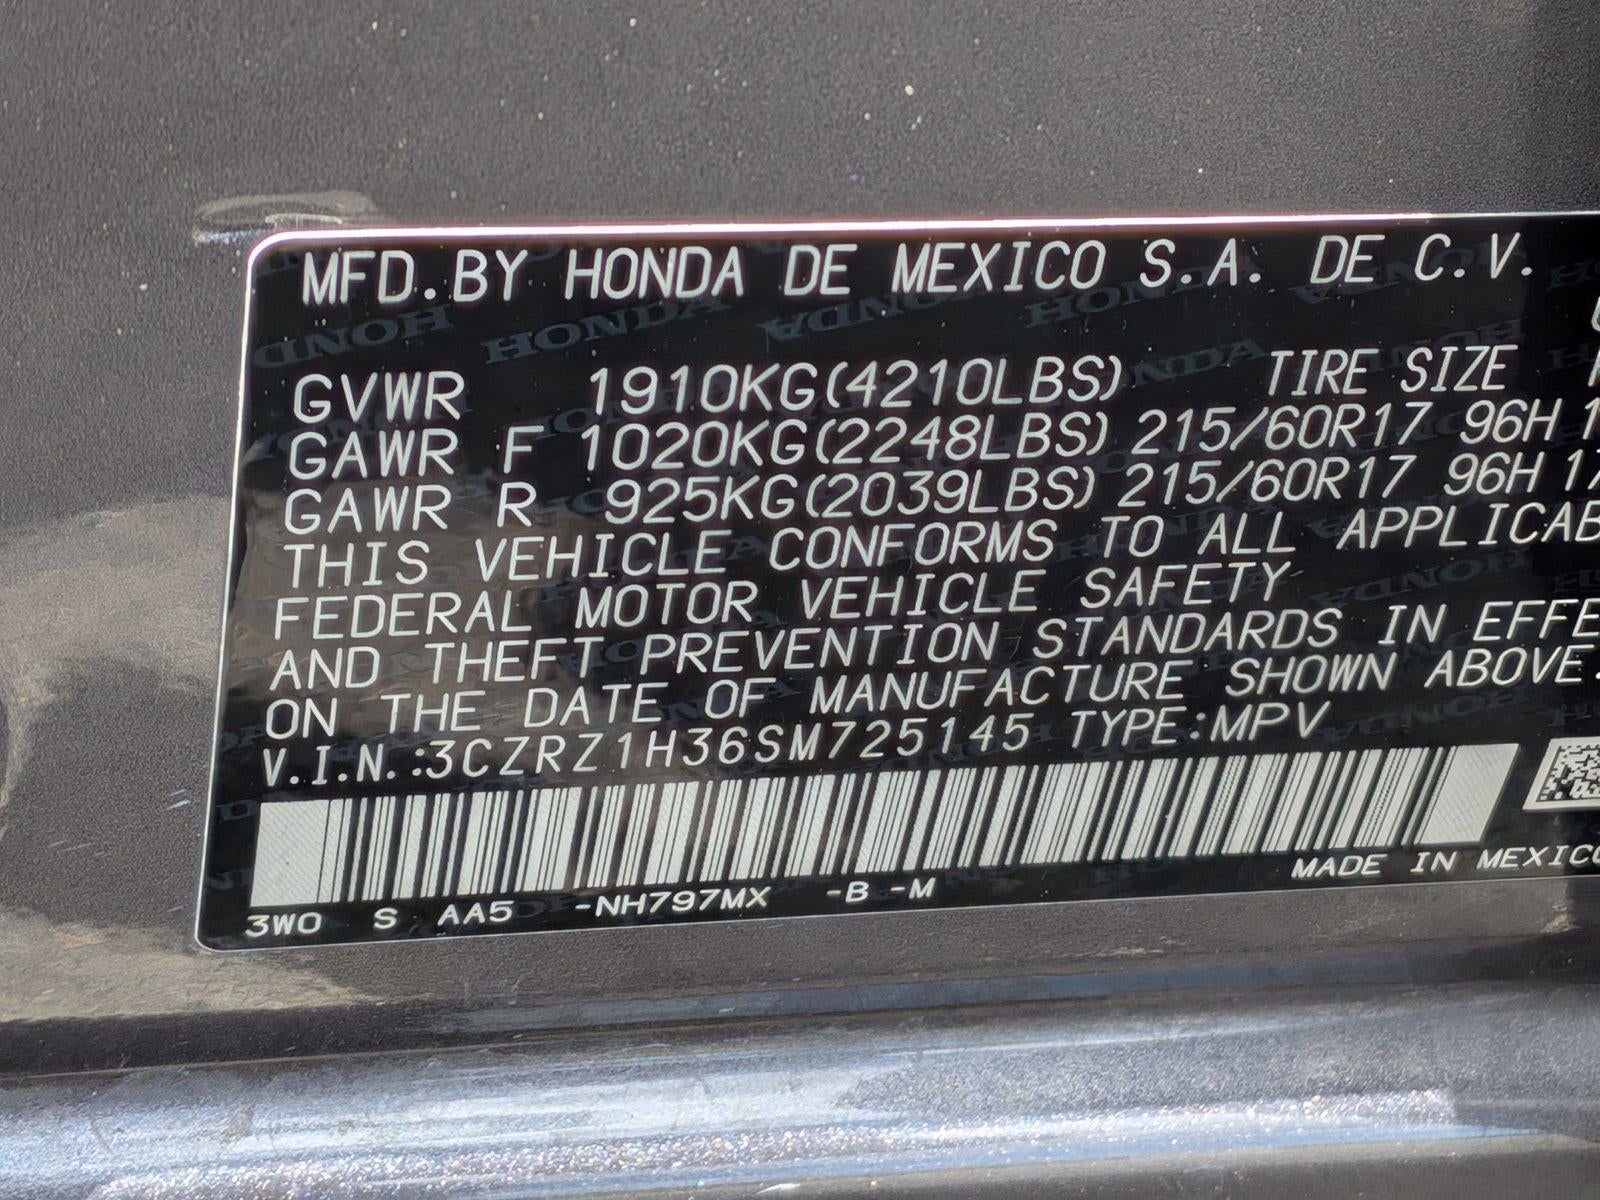 MFD.BY HONDA DE MEXICO S.A. DE C.V.
GVWR 1910KG(4210LBS) TIRE SIZE
GAWR F 1020KG(2248LBS) 215/60R17 96H
GAWR R 925KG(2039LBS) 215/60R17 96H
THIS VEHICLE CONFORMS TO ALL APPLICAB
FEDERAL MOTOR VEHICLE SAFETY
AND THEFT PREVENTION STANDARDS IN EFFE
ON THE DATE OF MANUFACTURE SHOWN ABOVE.
V.I.N.:3CZRZ1H36SM725145 TYPE:MPV
MADE IN MEXICO
3W0 S AA5 -NH797MX -B -M